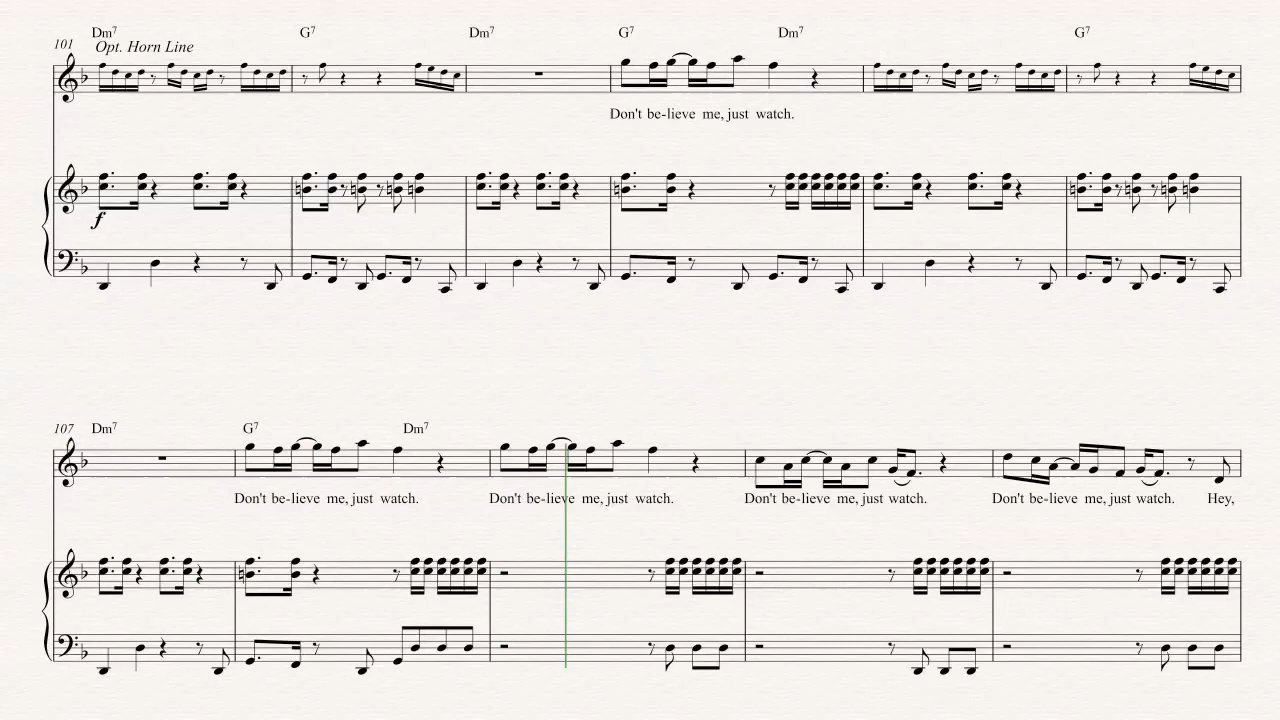 Dm7 G7 Dm7 G7 Dm7 G7
101 Opt. Horn Line
Don't be-lieve me, just watch.
f
107 Dm7 G7 Dm7
Don't be-lieve me, just watch. Don't be-lieve me, just watch. Don't be-lieve me, just watch. Don't be-lieve me, just watch. Hey,